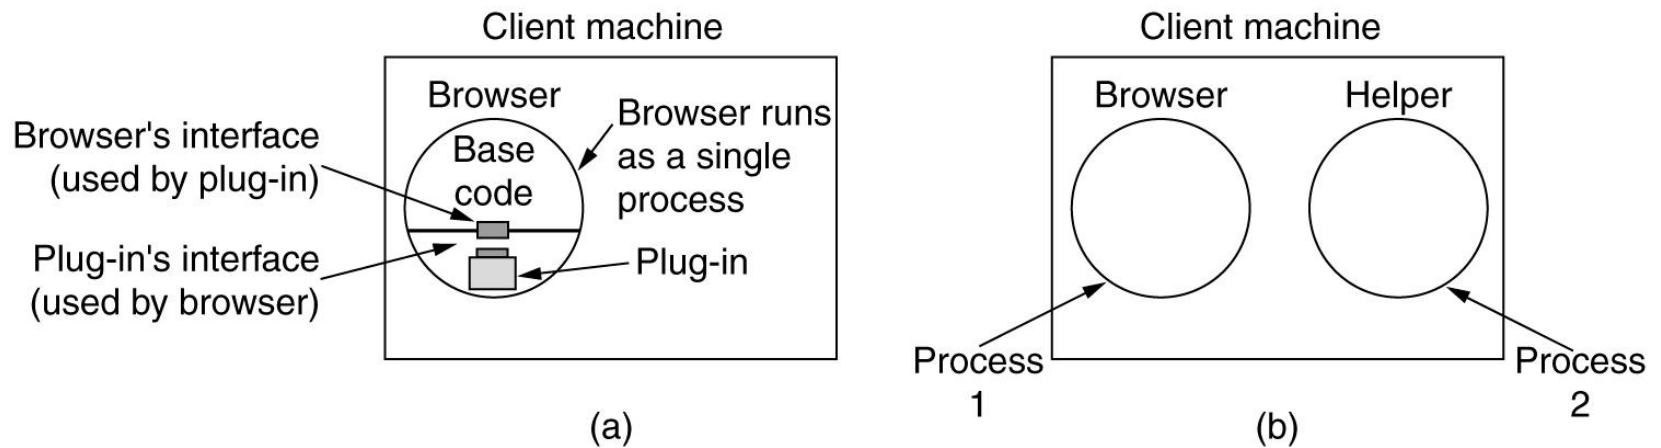 Client machine
Browser
Browser's interface
(used by plug-in)
Base
code
Browser runs
as a single
process
Plug-in's interface
(used by browser)
Plug-in
(a)
Client machine
Browser
Helper
Process
1
Process
2
(b)